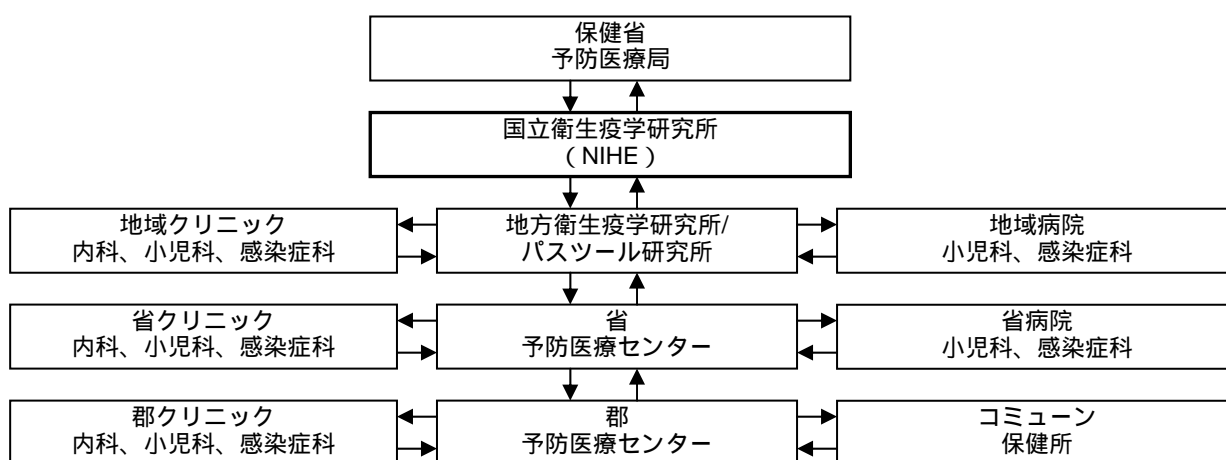 保健省
予防医療局
国立衛生疫学研究所
（NIHE）
地域クリニック
内科、小児科、感染症科
地方衛生疫学研究所/
パスツール研究所
地域病院
小児科、感染症科
省クリニック
内科、小児科、感染症科
省
予防医療センター
省病院
小児科、感染症科
郡クリニック
内科、小児科、感染症科
郡
予防医療センター
コミューン
保健所